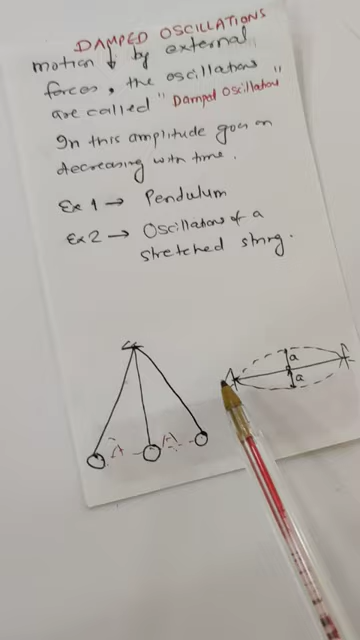 DAMPED OSCILLATIONS
motion ↓ by external
forces, the oscillations
are called "Damped Oscillation"
In this amplitude goes on
decreasing with time.
Ex 1 → Pendulum
Ex 2 → Oscillation of a
stretched string.
a
a
A A